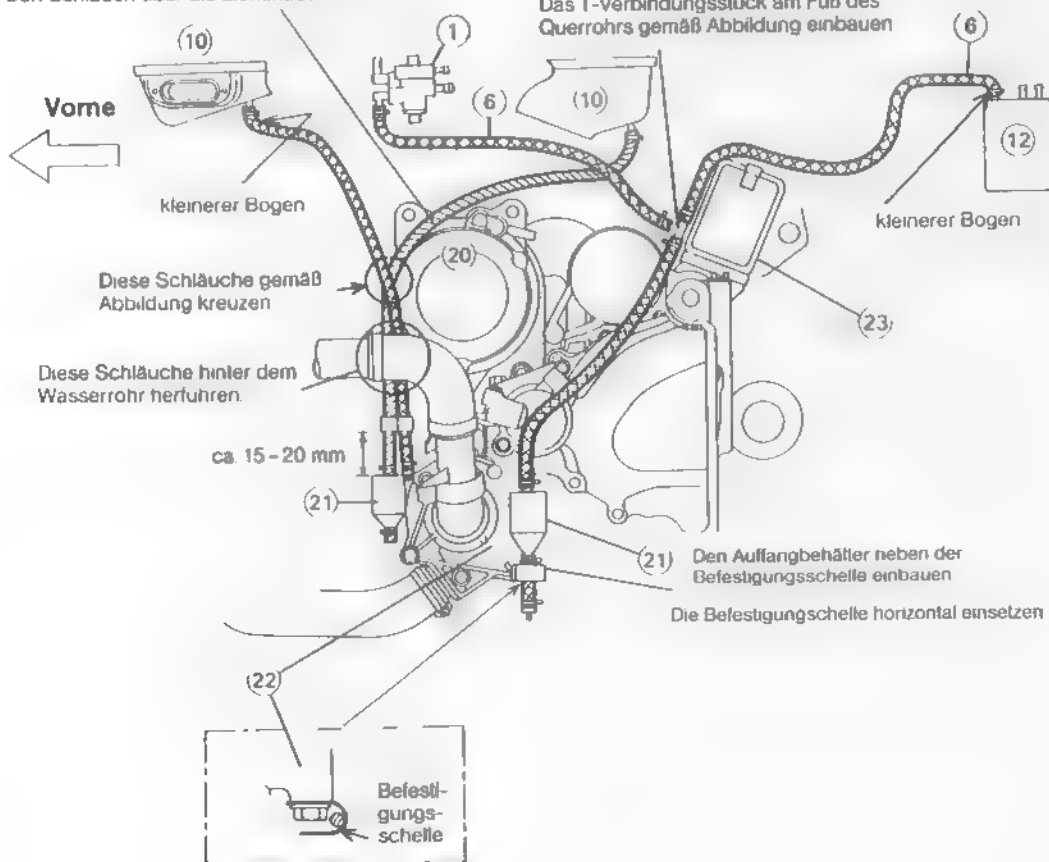 Das T-Verbindungsstück am Fuß des
Querrohrs gemäß Abbildung einbauen
(10)
(1)
(6)
(10)
(6)
(12)
Vorne
kleinerer Bogen
kleinerer Bogen
(20)
Diese Schläuche gemäß
Abbildung kreuzen
(23)
Diese Schläuche hinter dem
Wasserrohr herfuhren
ca. 15 - 20 mm
(21)
(21)
Den Auffangbehälter neben der
Befestigungsschelle einbauen
Die Befestigungschelle horizontal einsetzen
(22)
Befesti-
gungs-
schelle